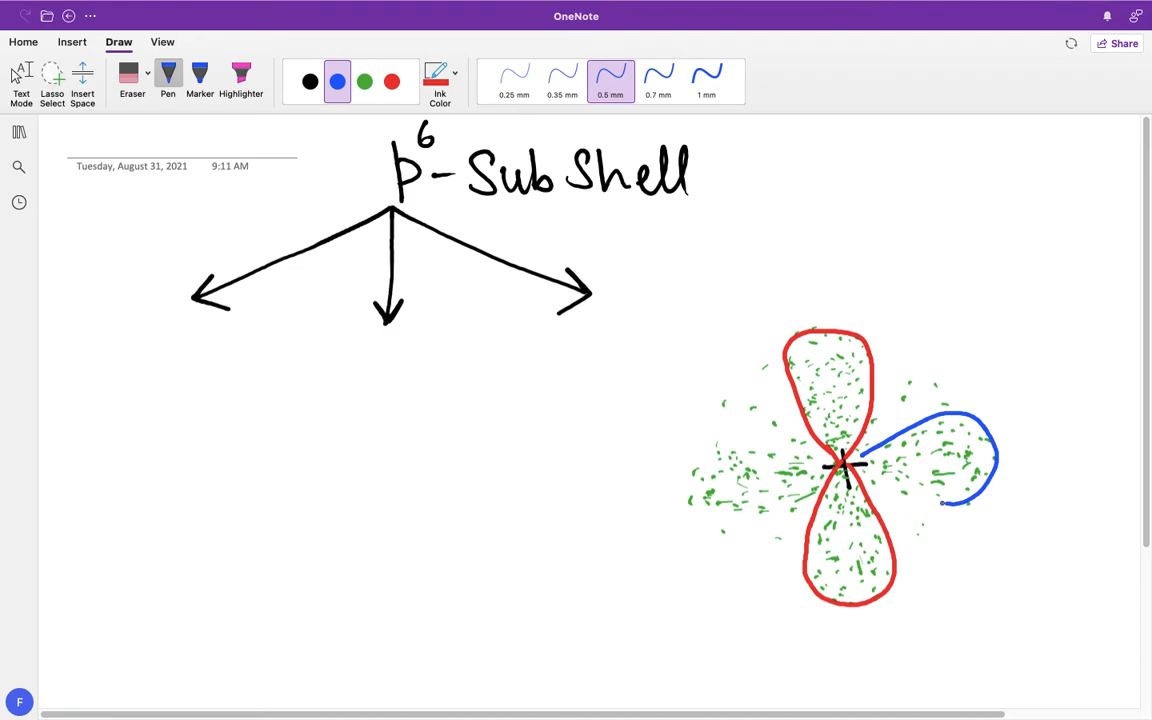 OneNote
Home Insert Draw View
Share
Text Mode
Lasso Select
Insert Space
Eraser
Pen
Marker
Highlighter
Ink Color
0.25 mm
0.35 mm
0.5 mm
0.7 mm
1 mm
Tuesday, August 31, 2021 9:11 AM
p⁶- Sub Shell
F